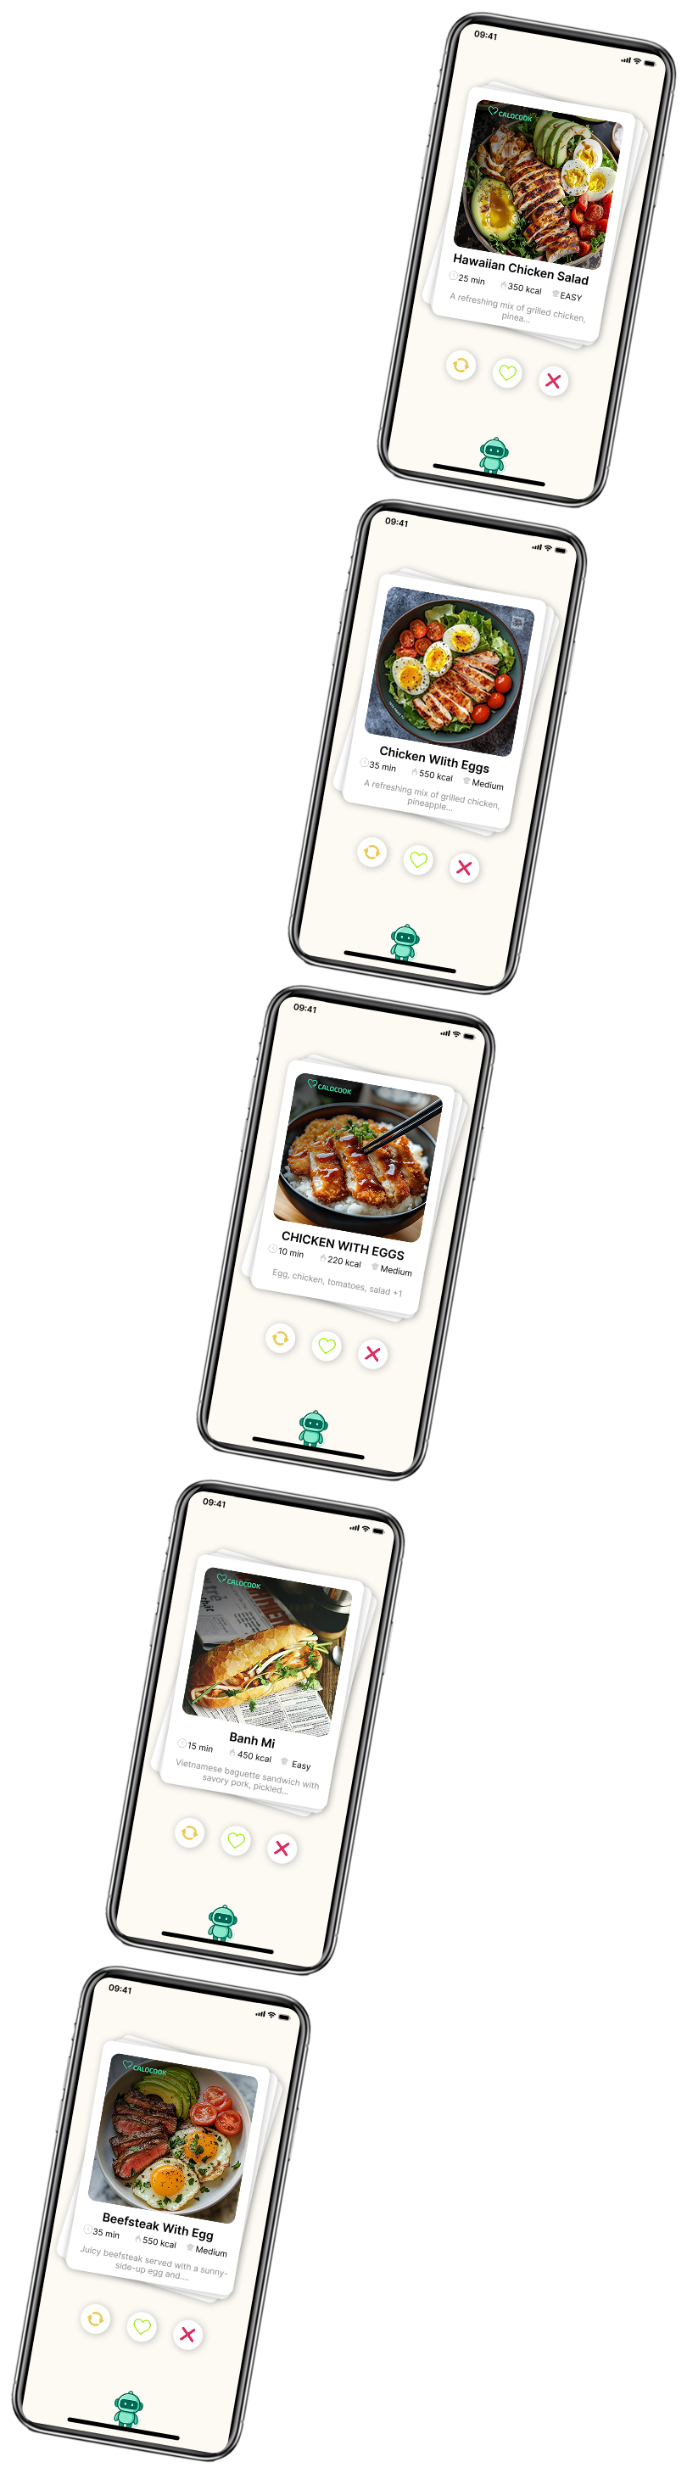 09:41
CALOCOOK
Hawaiian Chicken Salad
25 min 350 kcal EASY
A refreshing mix of grilled chicken,
pinea...
09:41
Chicken Wlith Eggs
35 min 550 kcal Medium
A refreshing mix of grilled chicken,
pineapple...
09:41
CALOCOOK
CHICKEN WITH EGGS
10 min 220 kcal Medium
Egg, chicken, tomatoes, salad +1
09:41
CALOCOOK
Banh Mi
15 min 450 kcal Easy
Vietnamese baguette sandwich with
savory pork, pickled...
09:41
CALOCOOK
Beefsteak With Egg
35 min 550 kcal Medium
Juicy beefsteak served with a sunny-
side-up egg and....